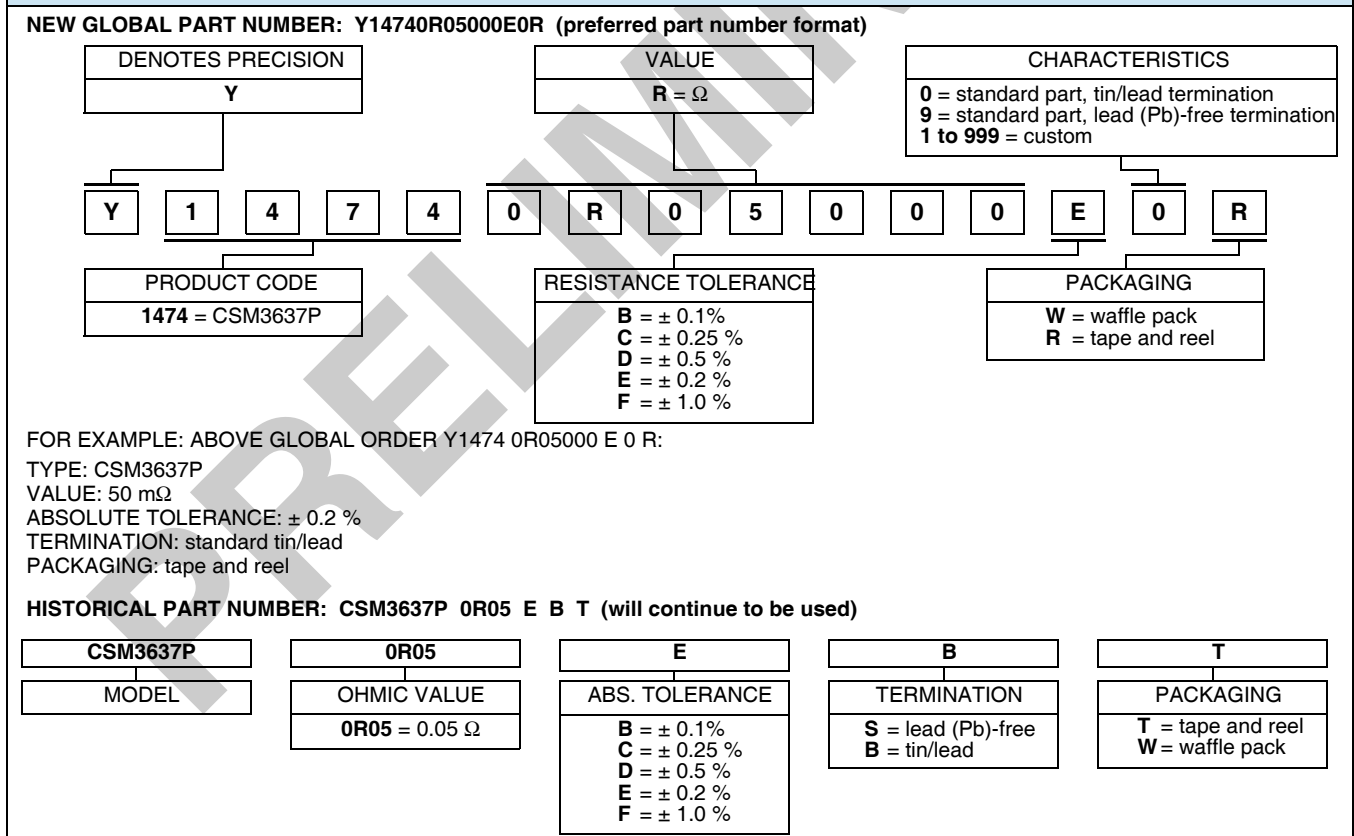 NEW GLOBAL PART NUMBER: Y14740R05000E0R (preferred part number format)
DENOTES PRECISION
Y
VALUE
R = Ω
CHARACTERISTICS
0 = standard part, tin/lead termination
9 = standard part, lead (Pb)-free termination
1 to 999 = custom
Y 1 4 7 4 0 R 0 5 0 0 0 E 0 R
PRODUCT CODE
1474 = CSM3637P
RESISTANCE TOLERANCE
B = ± 0.1%
C = ± 0.25 %
D = ± 0.5 %
E = ± 0.2 %
F = ± 1.0 %
PACKAGING
W = waffle pack
R = tape and reel
FOR EXAMPLE: ABOVE GLOBAL ORDER Y1474 0R05000 E 0 R:
TYPE: CSM3637P
VALUE: 50 mΩ
ABSOLUTE TOLERANCE: ± 0.2 %
TERMINATION: standard tin/lead
PACKAGING: tape and reel
HISTORICAL PART NUMBER: CSM3637P 0R05 E B T (will continue to be used)
CSM3637P
MODEL
0R05
OHMIC VALUE
0R05 = 0.05 Ω
E
ABS. TOLERANCE
B = ± 0.1%
C = ± 0.25 %
D = ± 0.5 %
E = ± 0.2 %
F = ± 1.0 %
B
TERMINATION
S = lead (Pb)-free
B = tin/lead
T
PACKAGING
T = tape and reel
W = waffle pack
PRELIMIN